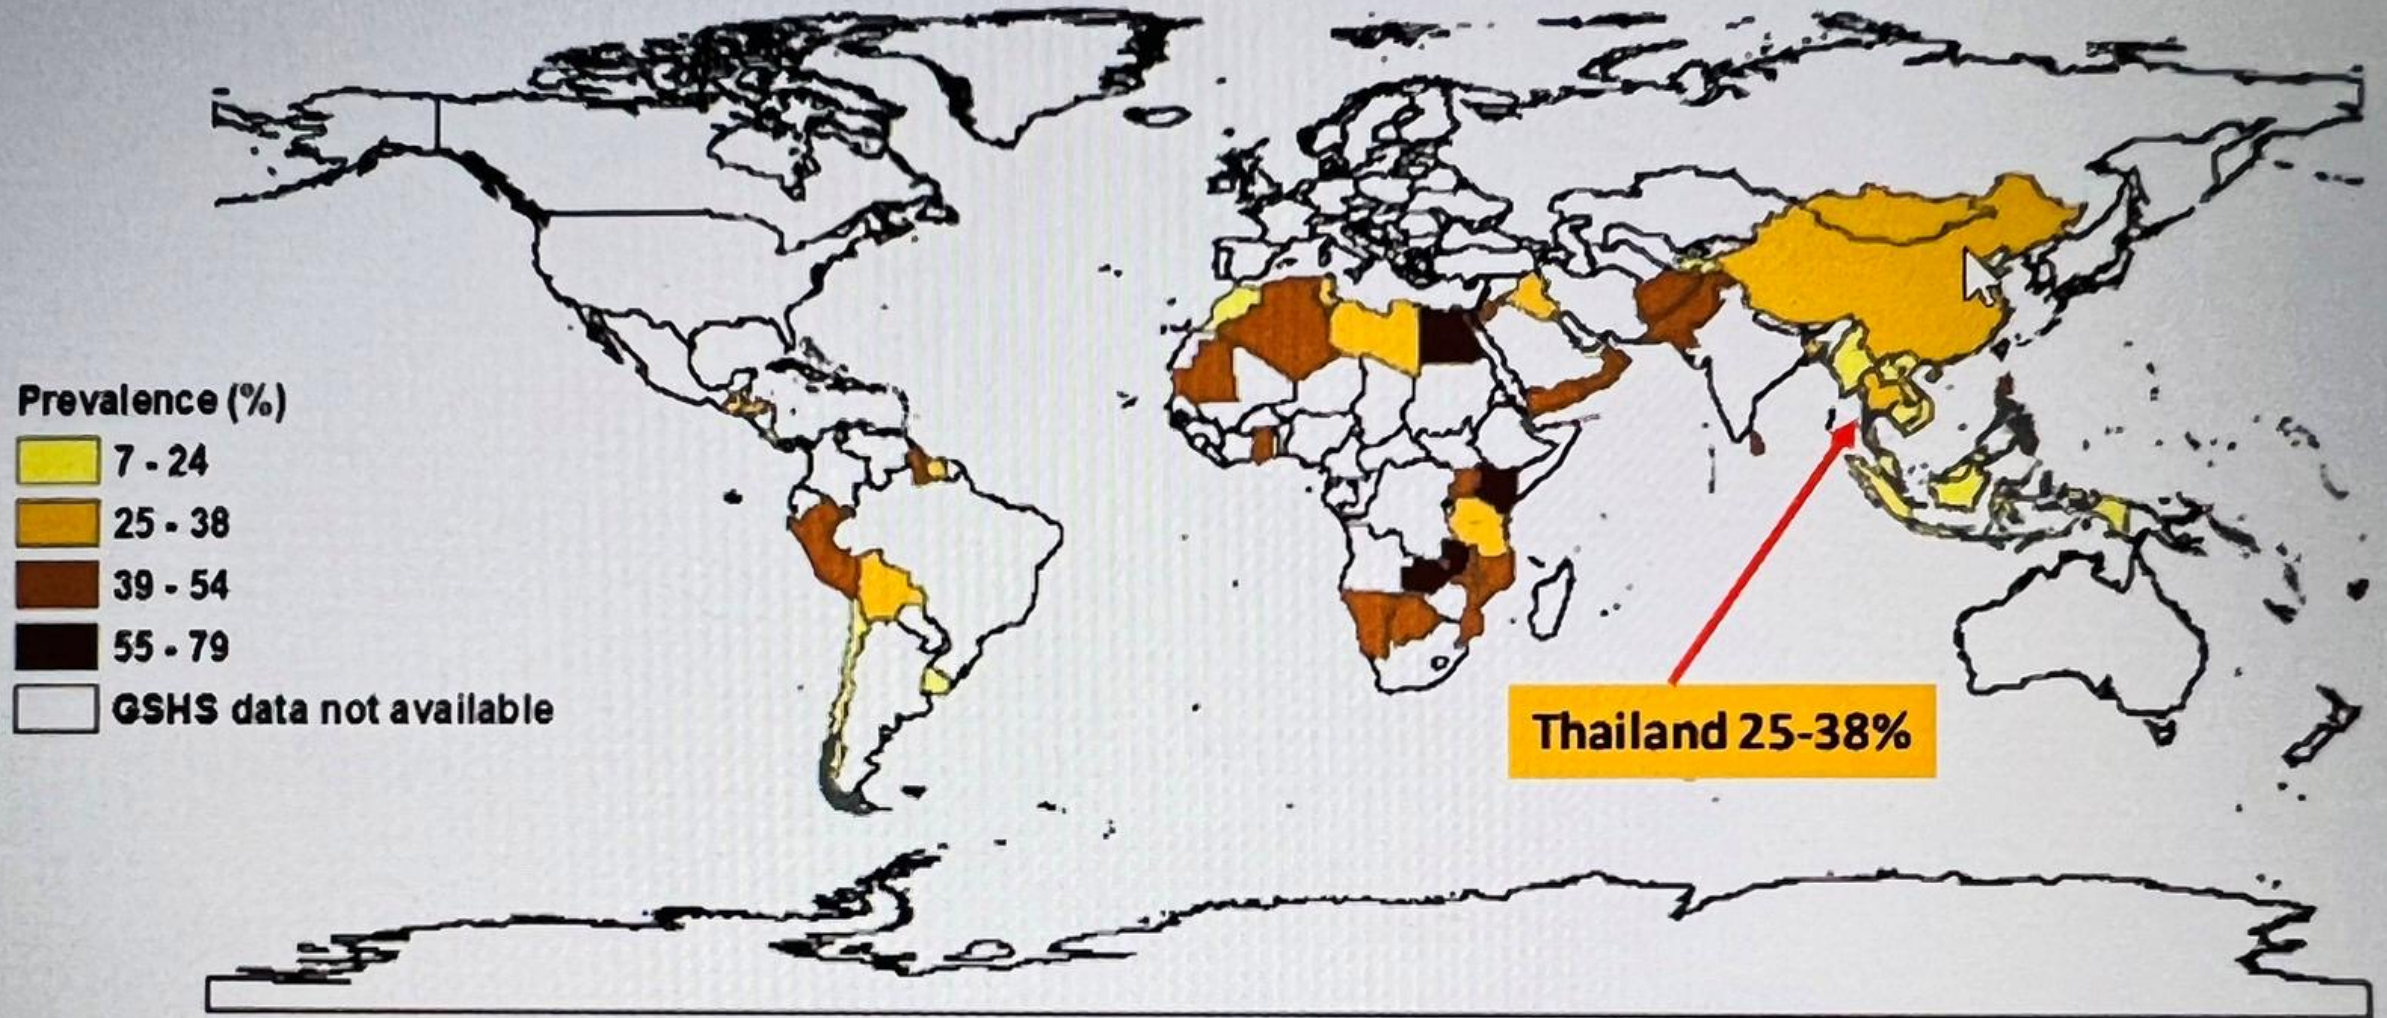 Prevalence (%)
7 - 24
25 - 38
39 - 54
55 - 79
GSHS data not available
Thailand 25-38%